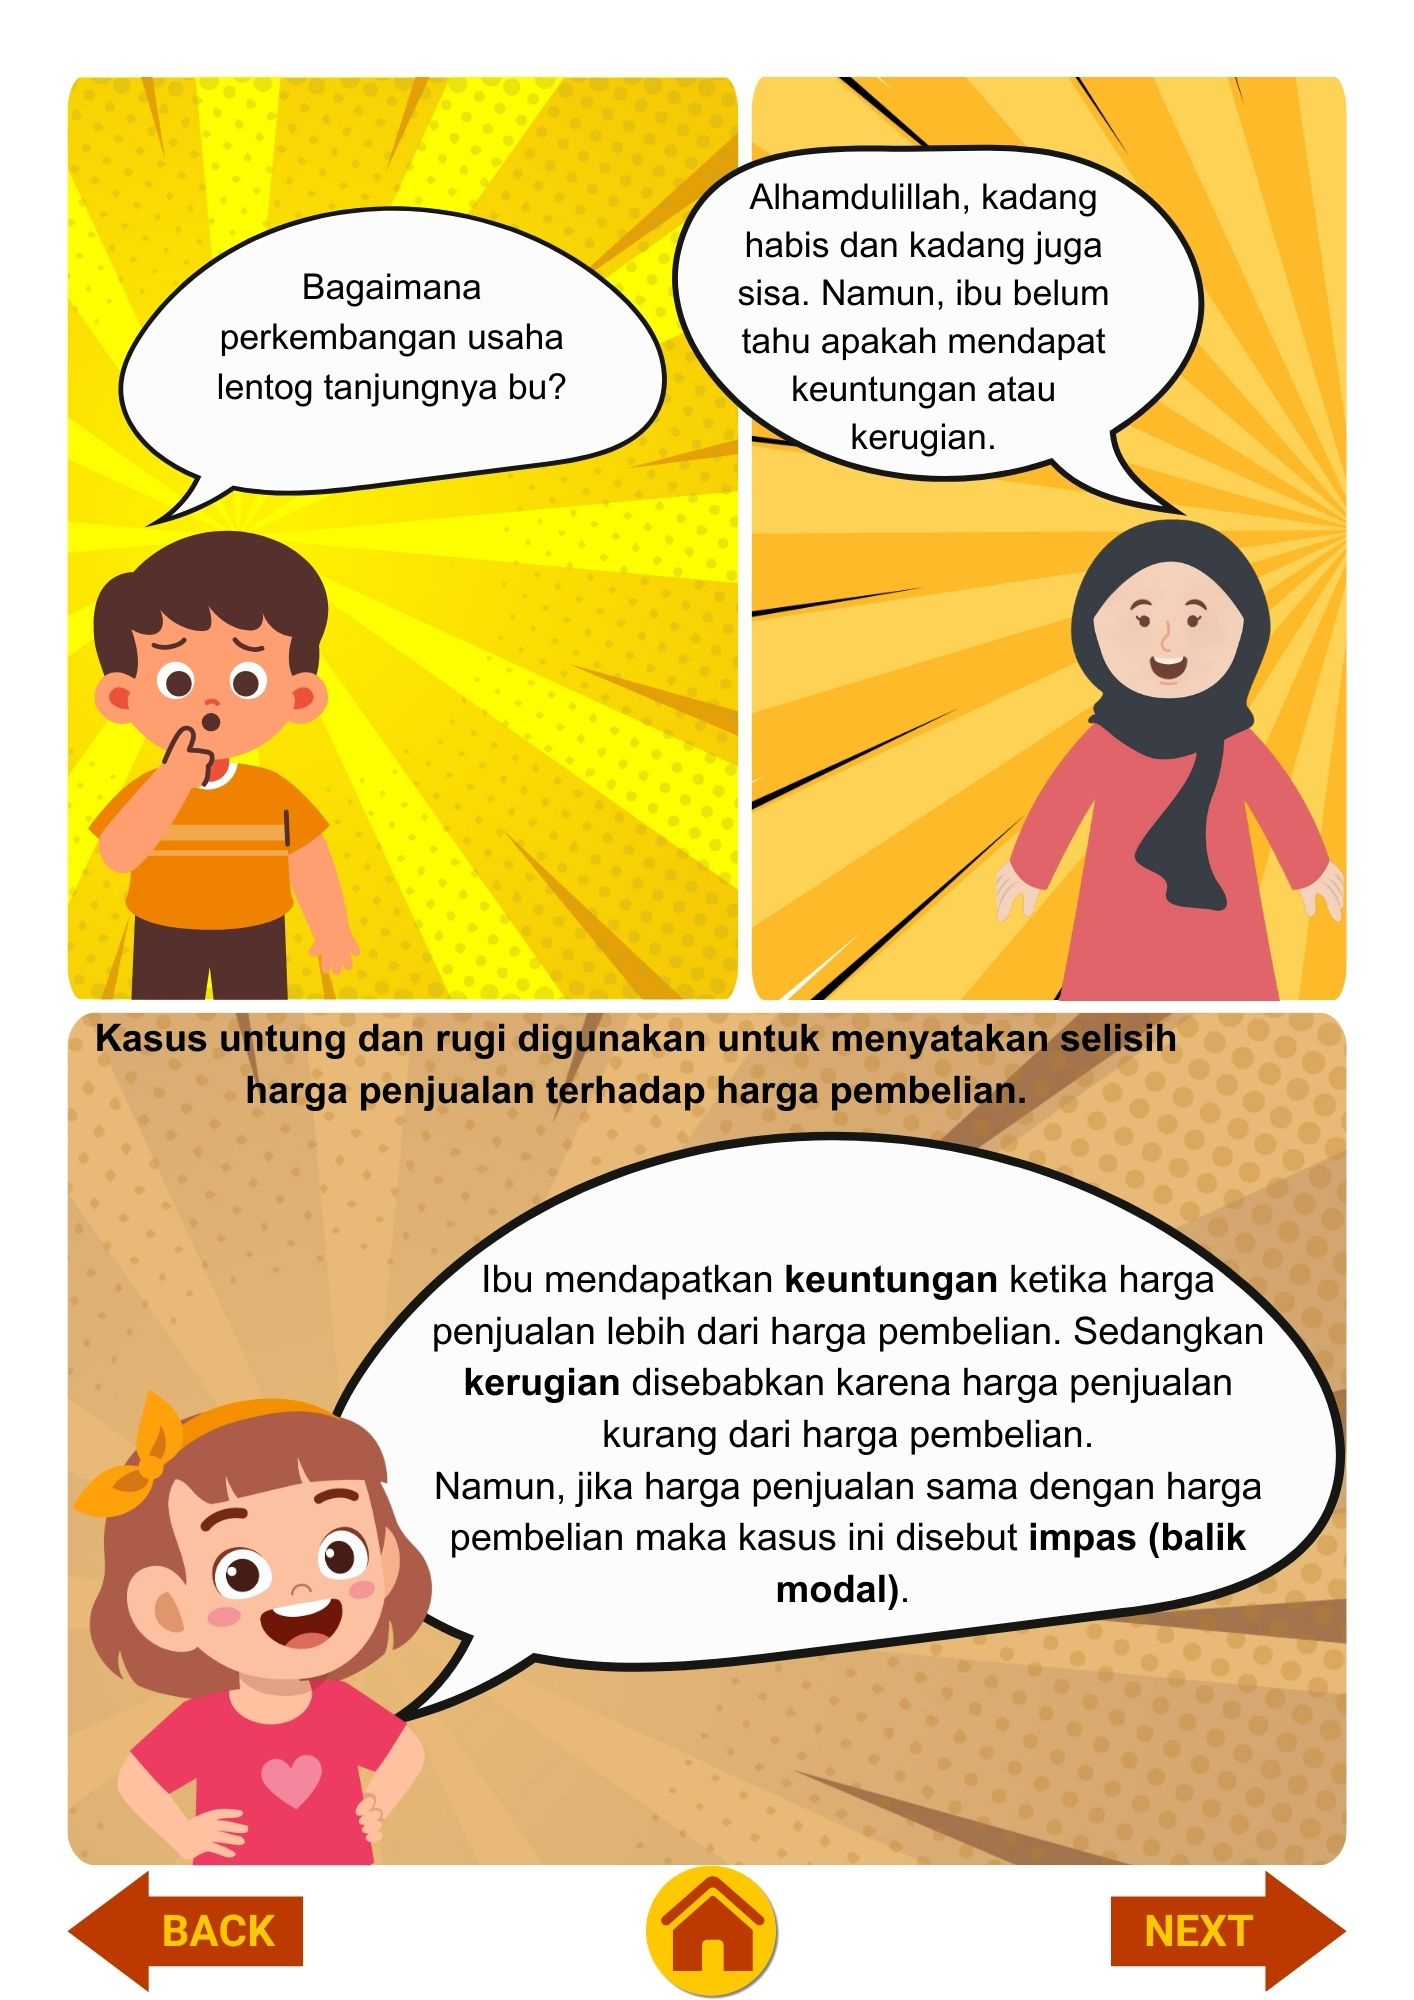 Bagaimana
perkembangan usaha
lentog tanjungnya bu?
Alhamdulillah, kadang
habis dan kadang juga
sisa. Namun, ibu belum
tahu apakah mendapat
keuntungan atau
kerugian.
Kasus untung dan rugi digunakan untuk menyatakan selisih
harga penjualan terhadap harga pembelian.
Ibu mendapatkan keuntungan ketika harga
penjualan lebih dari harga pembelian. Sedangkan
kerugian disebabkan karena harga penjualan
kurang dari harga pembelian.
Namun, jika harga penjualan sama dengan harga
pembelian maka kasus ini disebut impas (balik
modal).
BACK
NEXT